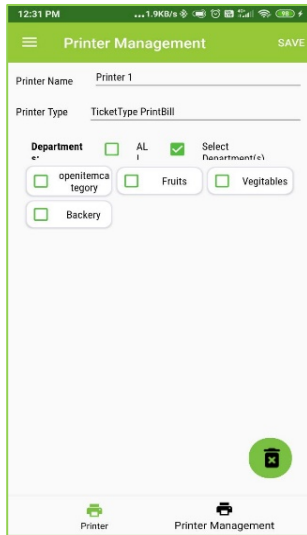 12:31 PM ...1.9KB/s 98
Printer Management SAVE
Printer Name Printer 1
Printer Type TicketType PrintBill
Department AL Select
s: L Department(s)
openitemca Fruits Vegitables
tegory
Backery
Printer Printer Management